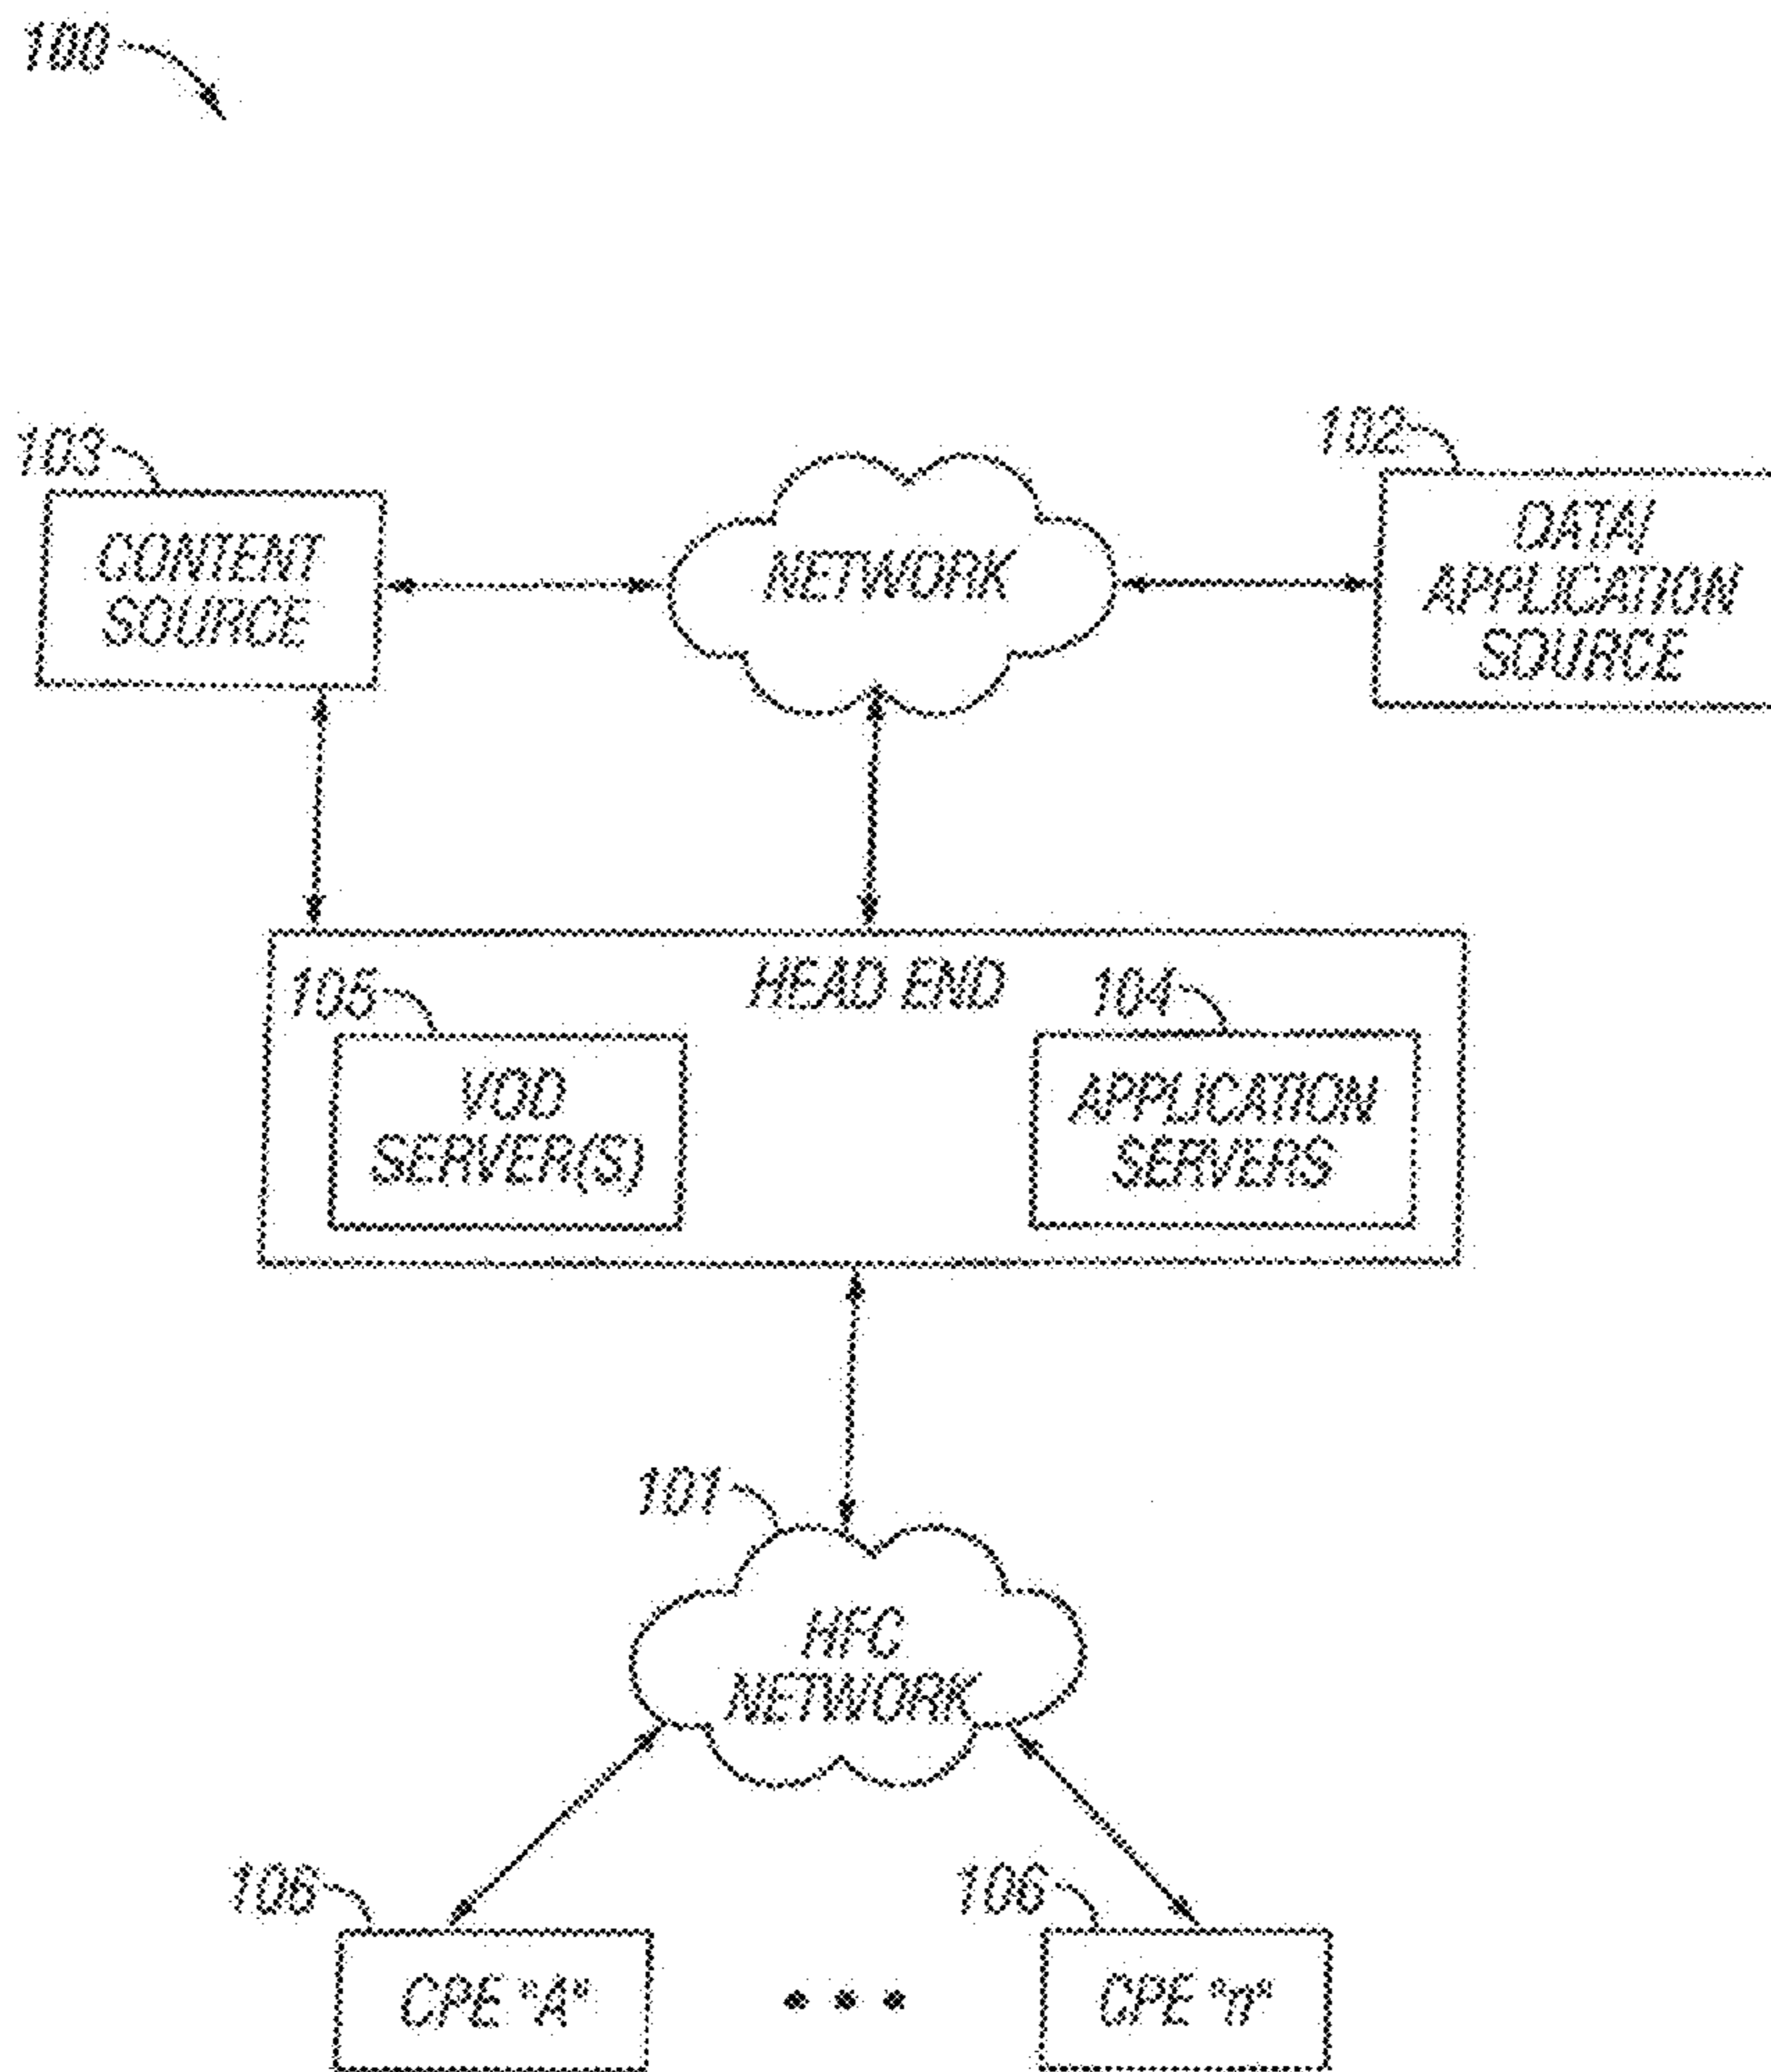 100
103
102
CONTENT
SOURCE
NETWORK
DATA/
APPLICATION
SOURCE
105
HEAD END
104
VOD
SERVER(S)
APPLICATION
SERVERS
101
HFC
NETWORK
106
106
CPE "A"
CPE "n"